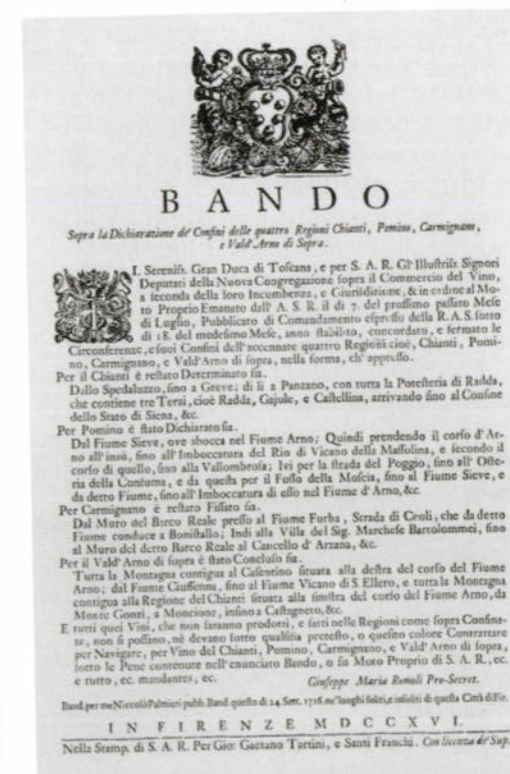 BANDO
Sopra la Dichiarazione de' Confini delle quattro Regioni Chianti, Pomino, Carmignano,
e Vald' Arno di Sopra.
IL Sereniss. Gran Duca di Toscana, e per S. A. R. Gl' Illustriss. Signori
Deputati della Nuova Congregazione sopra il Commercio del Vino,
a seconda della loro Incumbenza, e Giurisdizione, & in ordine al Mo-
to Proprio Emanato dall' A. S. R. il di 7. del prossimo passato Mese
di Luglio, Pubblicato di Comandamento espresso della R. A. S. sotto
di 18. del medesimo Mese, anno stabilito, concordato, e fermato le
Circonferenze, e suoi Confini dell' accennate quattro Regioni cioè, Chianti, Pomi-
no, Carmignano, e Vald' Arno di sopra, nella forma, ch' appresso.
Per il Chianti è restato Determinato sia.
Dallo Spedaluzzo, fino a Greve; di li a Panzano, con tutta la Potesteria di Radda,
che contiene tre Terzi, cioè Radda, Gajole, e Castellina, arrivando fino al Confine
dello Stato di Siena, &c.
Per Pomino è stato Dichiarato sia.
Dal Fiume Sieve, ove sbocca nel Fiume Arno; Quindi prendendo il corso d' Ar-
no all' insù, fino all' Imboccatura del Rio di Vicano della Massolina, e secondo il
corso di quello, fino alla Vallombrosa; Ivi per la strada del Poggio, fino all' Oste-
ria della Consuma, e da questa per il Fosso della Moscia, fino al Fiume Sieve, e
da detto Fiume, fino all' Imboccatura di esso nel Fiume d' Arno, &c.
Per Carmignano è restato Fissato sia.
Dal Muro del Barco Reale presso al Fiume Furba, Strada di Ceoli, che da detto
Fiume conduce a Bonistallo; Indi alla Villa del Sig. Marchese Bartolommei, fino
al Muro del detto Barco Reale al Cancello d' Arzana, &c.
Per il Vald' Arno di sopra è stato Concluso sia.
Tutta la Montagna contigua al Casentino situata alla destra del corso del Fiume
Arno; dal Fiume Ciuffenna, fino al Fiume Vicano di S. Ellero, e tutta la Montagna
contigua alla Regione del Chianti situata alla sinistra del corso del Fiume Arno, da
Monte Gonzi, a Moncione, infino a Castagneto, &c.
E tutti quei Vini, che non saranno prodotti, e fatti nelle Regioni come sopra Confina-
te, non si possino, nè devano sotto qualsisia pretesto, o quesito colore Contrattare
per Navigare, per Vino del Chianti, Pomino, Carmignano, e Vald' Arno di sopra,
sotto le Pene contenute nell' enunciato Bando, o sia Moto Proprio di S. A. R., ec.
e tutto, ec. mandantes, ec.
Giuseppe Maria Pro-Secret.
Band. per me Niccolò Palmieri pubb. Band. questo dì 24. Sett. 1716. ne' luoghi soliti, e insoliti di questa Città di Fir.
IN FIRENZE MDCCXVI.
Nella Stamp. di S. A. R. Per Gio: Gaetano Tartini, e Santi Franchi. Con licenza de' Sup.